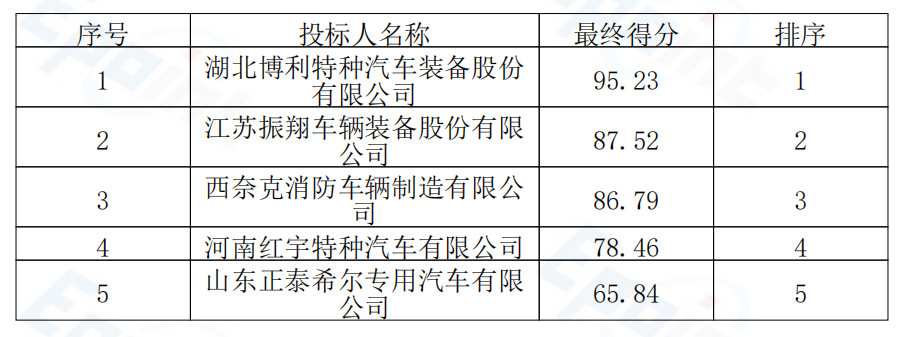 序号 投标人名称 最终得分 排序
1 湖北博利特种汽车装备股份有限公司 95.23 1
2 江苏振翔车辆装备股份有限公司 87.52 2
3 西奈克消防车辆制造有限公司 86.79 3
4 河南红宇特种汽车有限公司 78.46 4
5 山东正泰希尔专用汽车有限公司 65.84 5